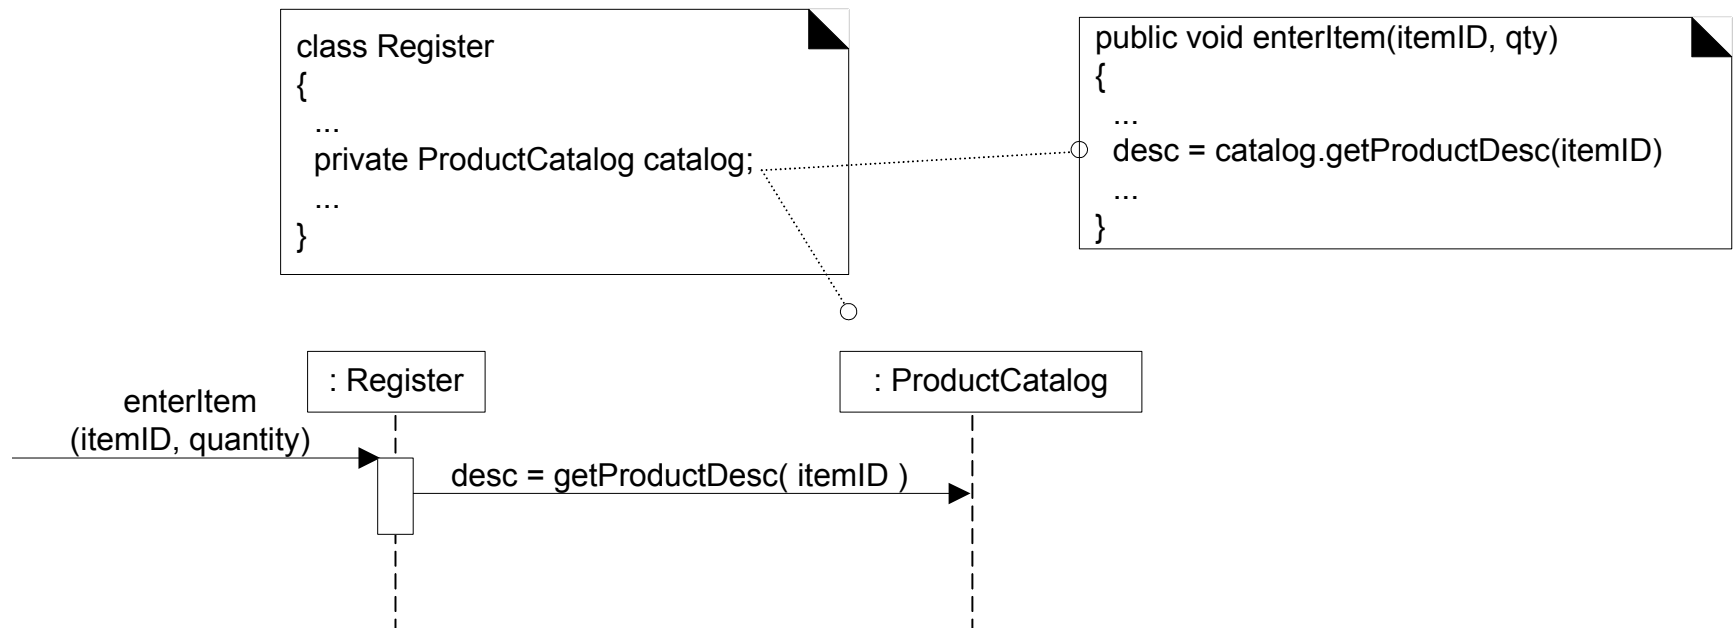 class Register
{
...
private ProductCatalog catalog;
...
}
public void enterItem(itemID, qty)
{
...
desc = catalog.getProductDesc(itemID)
...
}
: Register
: ProductCatalog
enterItem
(itemID, quantity)
desc = getProductDesc( itemID )